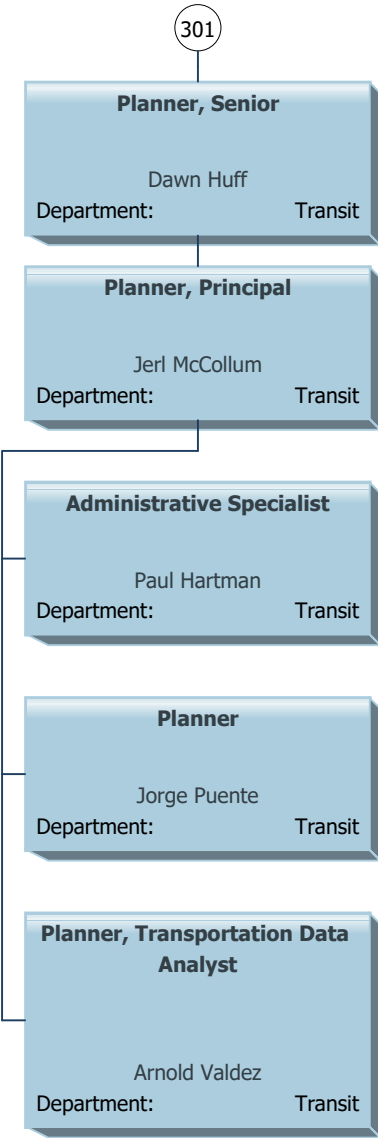 301
Planner, Senior
Dawn Huff
Department: Transit
Planner, Principal
Jerl McCollum
Department: Transit
Administrative Specialist
Paul Hartman
Department: Transit
Planner
Jorge Puente
Department: Transit
Planner, Transportation Data
Analyst
Arnold Valdez
Department: Transit